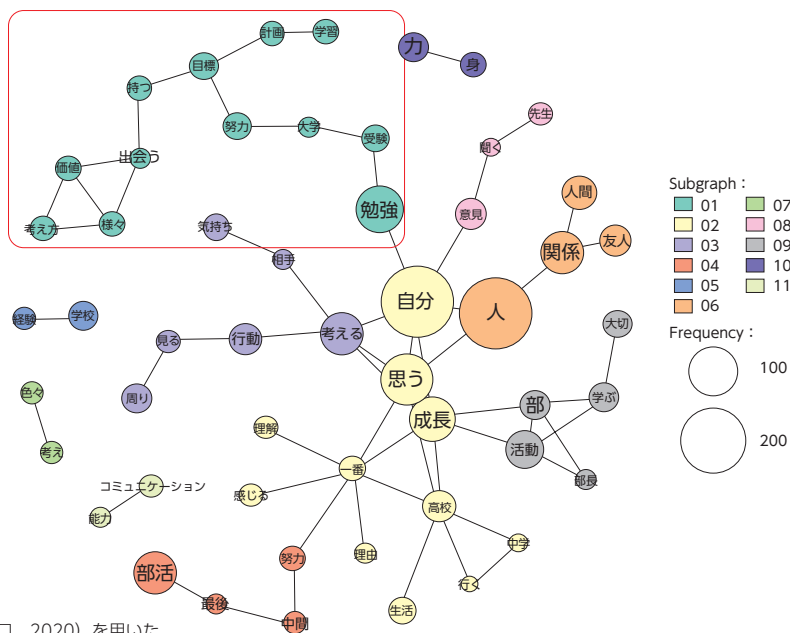 計画
学習
力
目標
身
持つ
先生
努力
大学
受験
聞く
出会う
価値
人間
勉強
意見
様々
考え方
気持ち
友人
関係
相手
自分
人
学校
経験
大切
考える
行動
見る
思う
色々
周り
学ぶ
部
成長
理解
活動
考え
一番
部長
コミュニケーション
感じる
高校
能力
中学
理由
努力
部活
行く
最後
生活
中間
Subgraph：
01
02
03
04
05
06
07
08
09
10
11
Frequency：
100
200
2020）を用いた